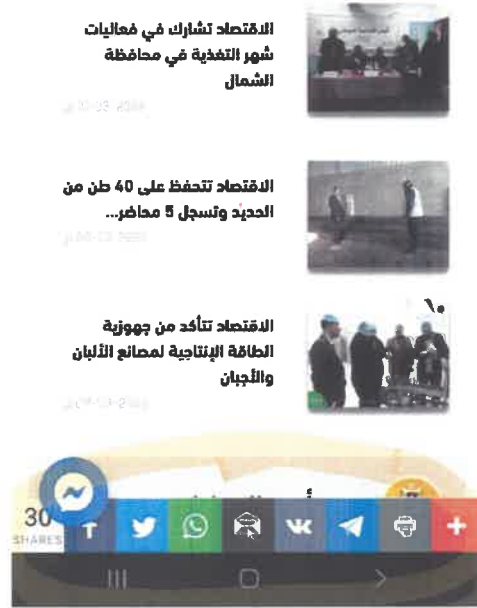 الاقتصاد تشارك في فعاليات
شهر التغذية في محافظة
الشمال
الاقتصاد تتحفظ على 40 طن من
الحديد وتسجل 5 محاضر...
الاقتصاد تتأكد من جهوزية
الطاقة الإنتاجية لمصانع الألبان
والأجبان
30
SHARES